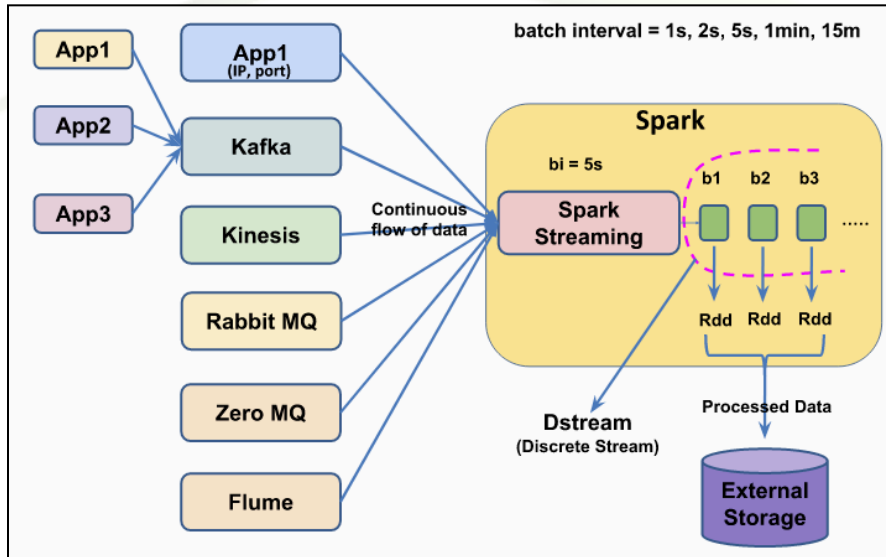 batch interval = 1s, 2s, 5s, 1min, 15m
App1
App2
App3
App1
(IP, port)
Kafka
Kinesis
Rabbit MQ
Zero MQ
Flume
Continuous
flow of data
Spark
bi = 5s
Spark
Streaming
b1 b2 b3
.....
Rdd Rdd Rdd
Dstream
(Discrete Stream)
Processed Data
External
Storage